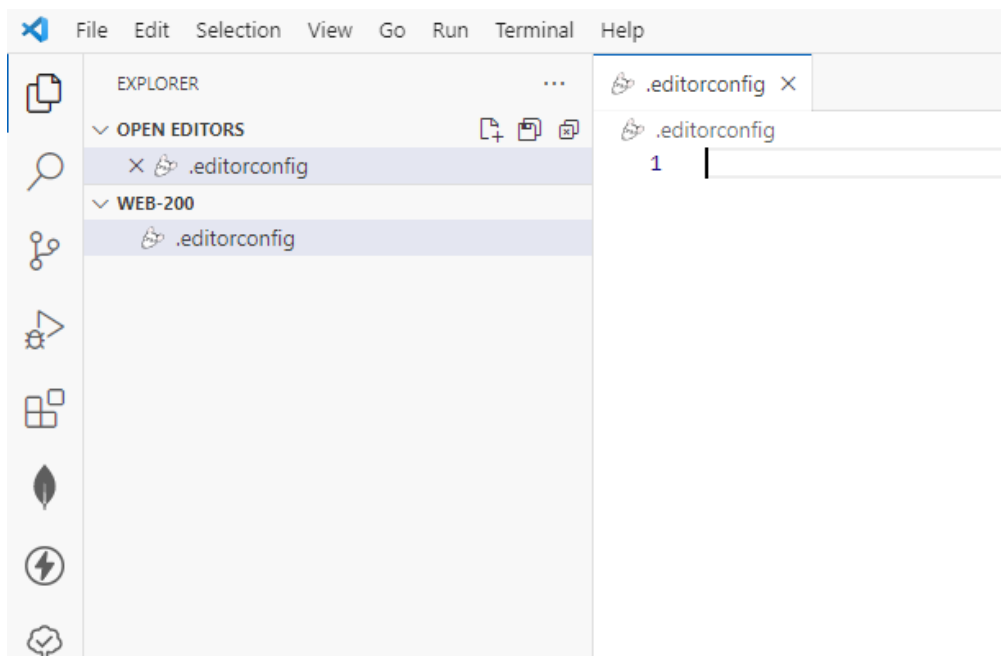 File Edit Selection View Go Run Terminal Help
EXPLORER
OPEN EDITORS
.editorconfig
WEB-200
.editorconfig
.editorconfig
.editorconfig
1